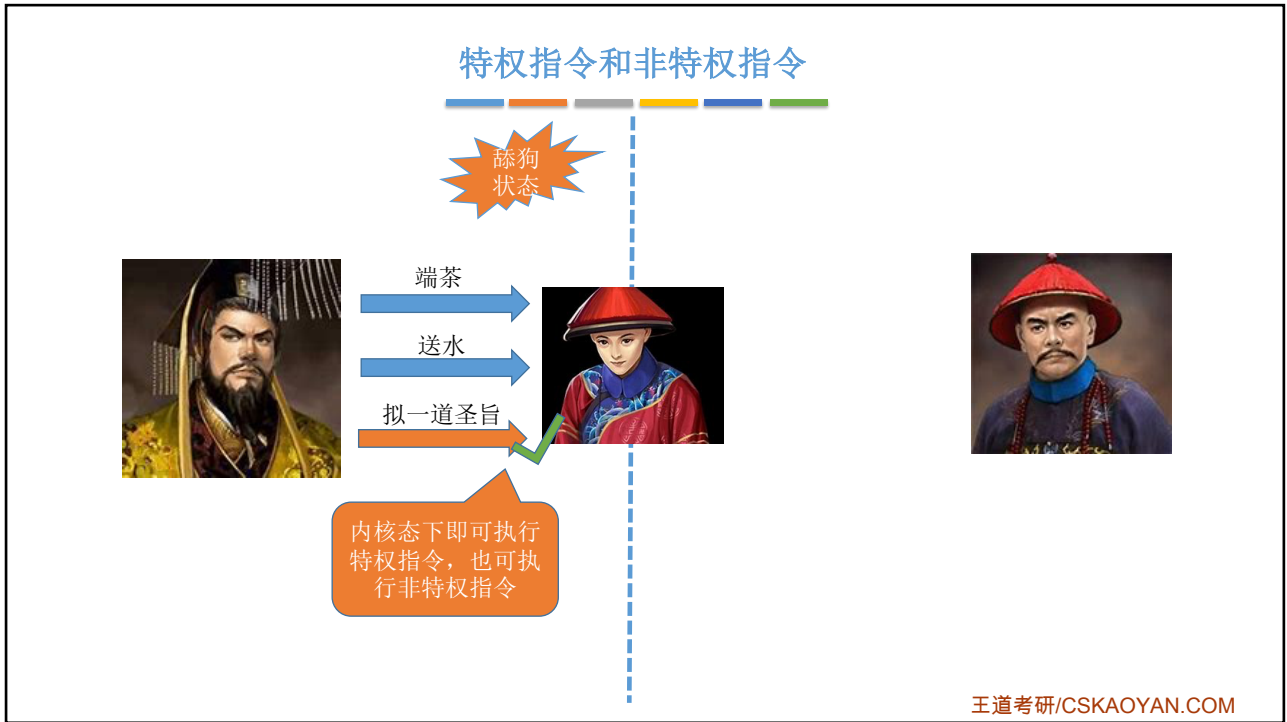 特权指令和非特权指令
舔狗
状态
端茶
送水
拟一道圣旨
内核态下即可执行
特权指令，也可执
行非特权指令
王道考研/CSKAOYAN.COM